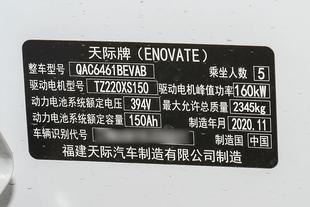 天际牌（ENOVATE）
整车型号 QAC6461BEVAB 乘坐人数 5
驱动电机型号 TZ220XS150 驱动电机峰值功率 160kW
动力电池系统额定电压 394V 最大允许总质量 2345kg
动力电池系统额定容量 150Ah 制造年月 2020.11
车辆识别代号 制造国 中国
福建天际汽车制造有限公司制造